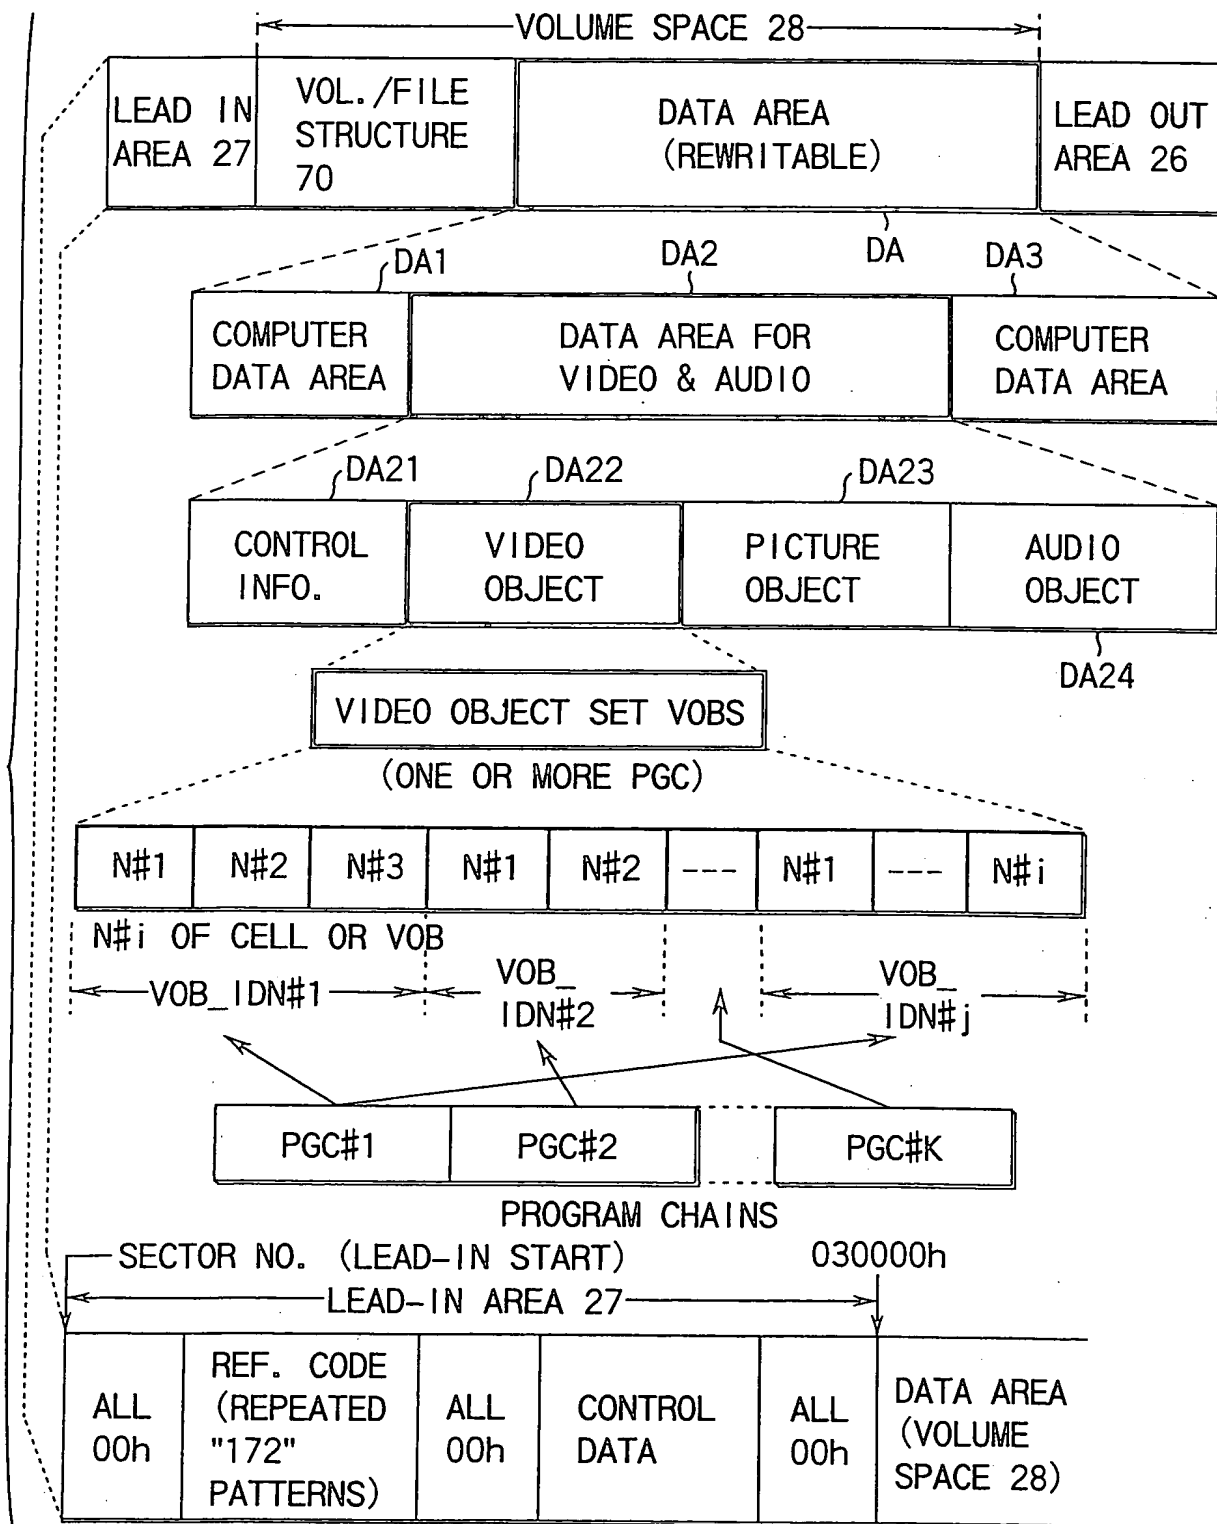 VOLUME SPACE 28
LEAD IN
AREA 27
VOL./FILE
STRUCTURE
70
DATA AREA
(REWRITABLE)
LEAD OUT
AREA 26
DA
DA1
DA2
DA3
COMPUTER
DATA AREA
DATA AREA FOR
VIDEO & AUDIO
COMPUTER
DATA AREA
DA21
DA22
DA23
CONTROL
INFO.
VIDEO
OBJECT
PICTURE
OBJECT
AUDIO
OBJECT
DA24
VIDEO OBJECT SET VOBS
(ONE OR MORE PGC)
N#1 N#2 N#3 N#1 N#2 --- N#1 --- N#i
N#i OF CELL OR VOB
VOB_IDN#1
VOB_
IDN#2
VOB_
IDN#j
PGC#1 PGC#2 PGC#K
PROGRAM CHAINS
SECTOR NO. (LEAD-IN START)
030000h
LEAD-IN AREA 27
ALL
00h
REF. CODE
(REPEATED
"172"
PATTERNS)
ALL
00h
CONTROL
DATA
ALL
00h
DATA AREA
(VOLUME
SPACE 28)